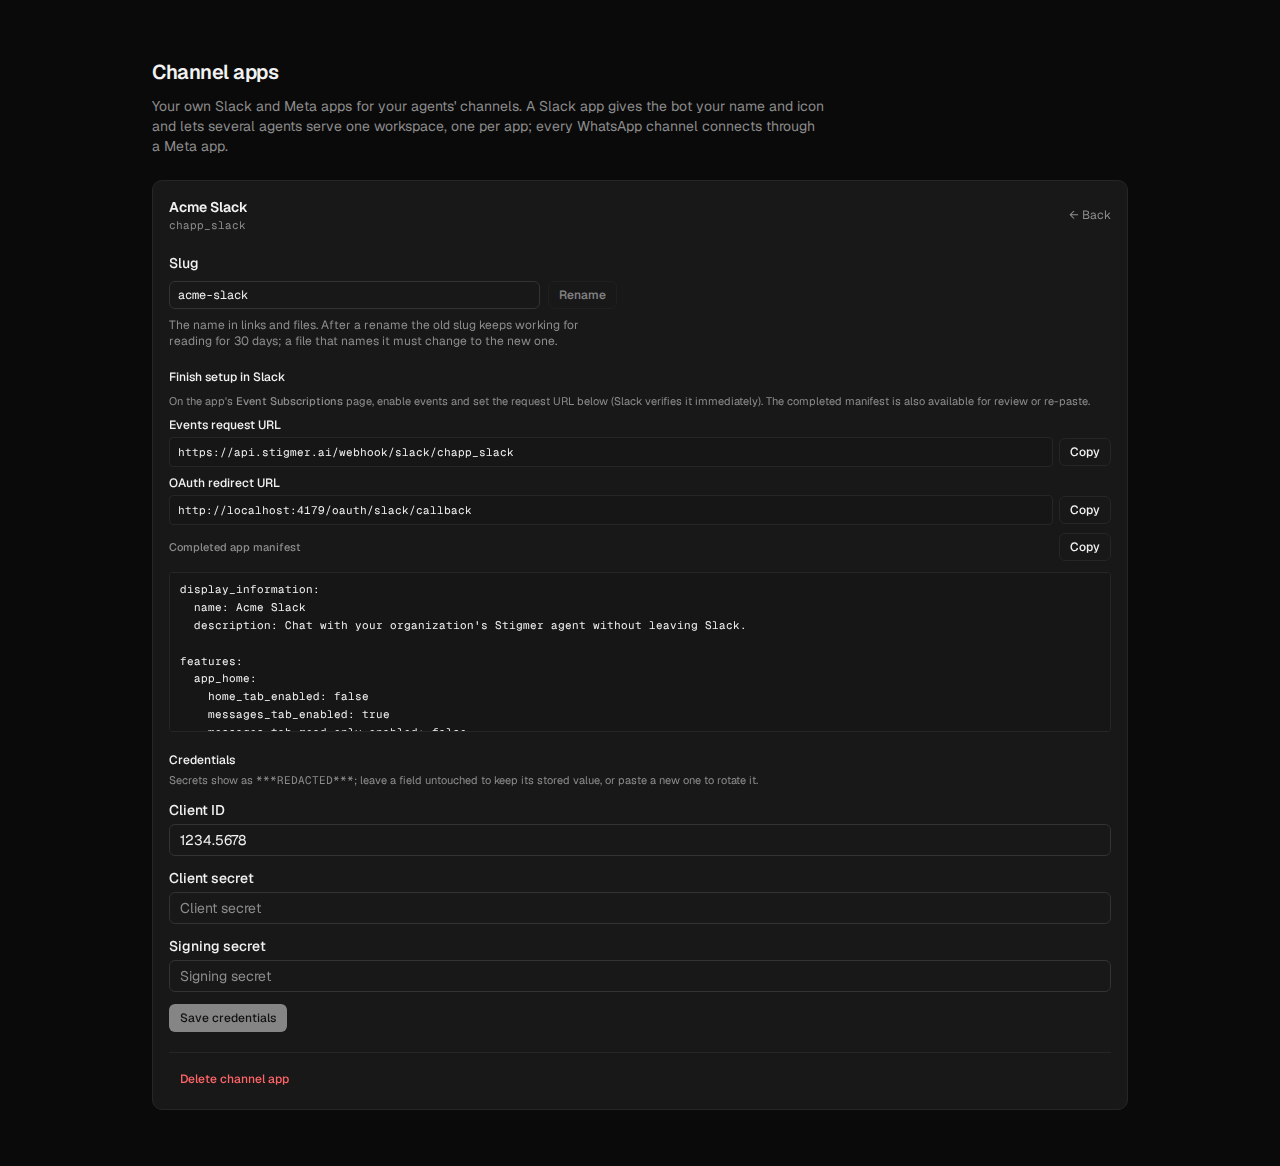 Channel apps
Your own Slack and Meta apps for your agents' channels. A Slack app gives the bot your name and icon
and lets several agents serve one workspace, one per app; every WhatsApp channel connects through
a Meta app.
Acme Slack
chapp_slack
← Back
Slug
acme-slack
Rename
The name in links and files. After a rename the old slug keeps working for
reading for 30 days; a file that names it must change to the new one.
Finish setup in Slack
On the app's Event Subscriptions page, enable events and set the request URL below (Slack verifies it immediately). The completed manifest is also available for review or re-paste.
Events request URL
https://api.stigmer.ai/webhook/slack/chapp_slack
Copy
OAuth redirect URL
http://localhost:4179/oauth/slack/callback
Copy
Completed app manifest
Copy
display_information:
  name: Acme Slack
  description: Chat with your organization's Stigmer agent without leaving Slack.
features:
  app_home:
    home_tab_enabled: false
    messages_tab_enabled: true
    messages_tab_read_only_enabled: false
Credentials
Secrets show as ***REDACTED***; leave a field untouched to keep its stored value, or paste a new one to rotate it.
Client ID
1234.5678
Client secret
Client secret
Signing secret
Signing secret
Save credentials
Delete channel app